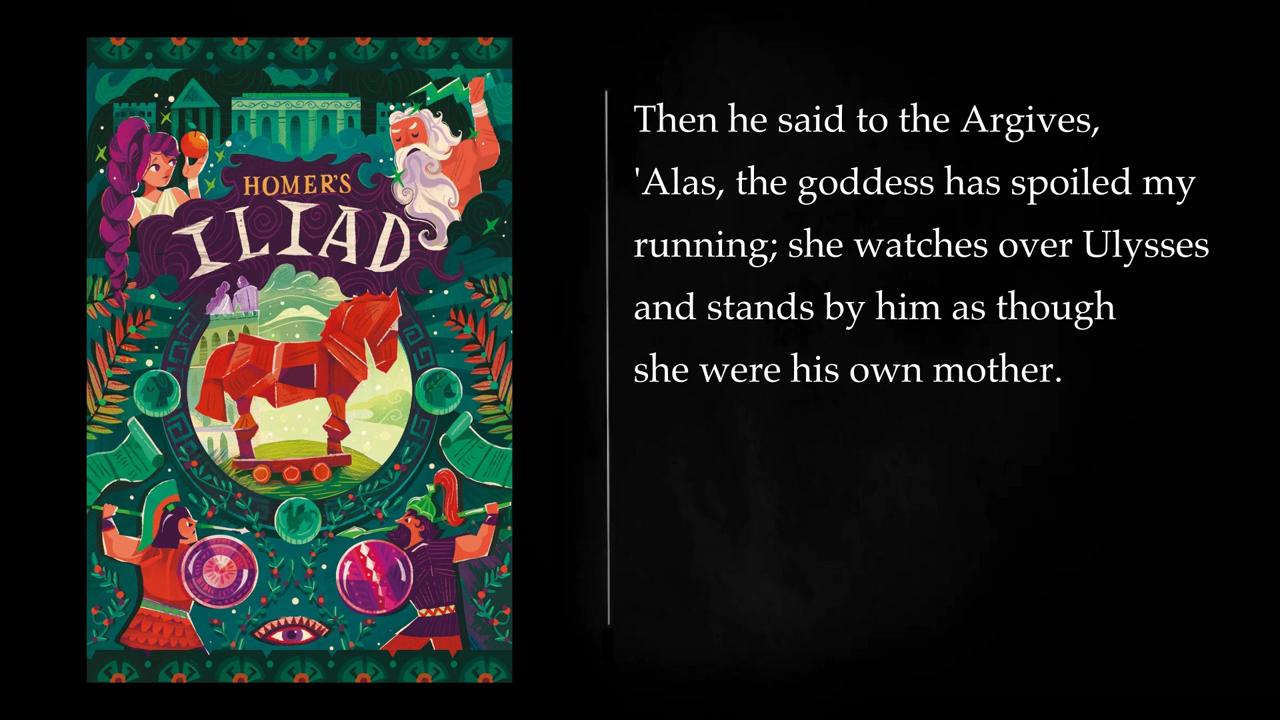 HOMER'S
ILIAD
Then he said to the Argives,
'Alas, the goddess has spoiled my
running; she watches over Ulysses
and stands by him as though
she were his own mother.